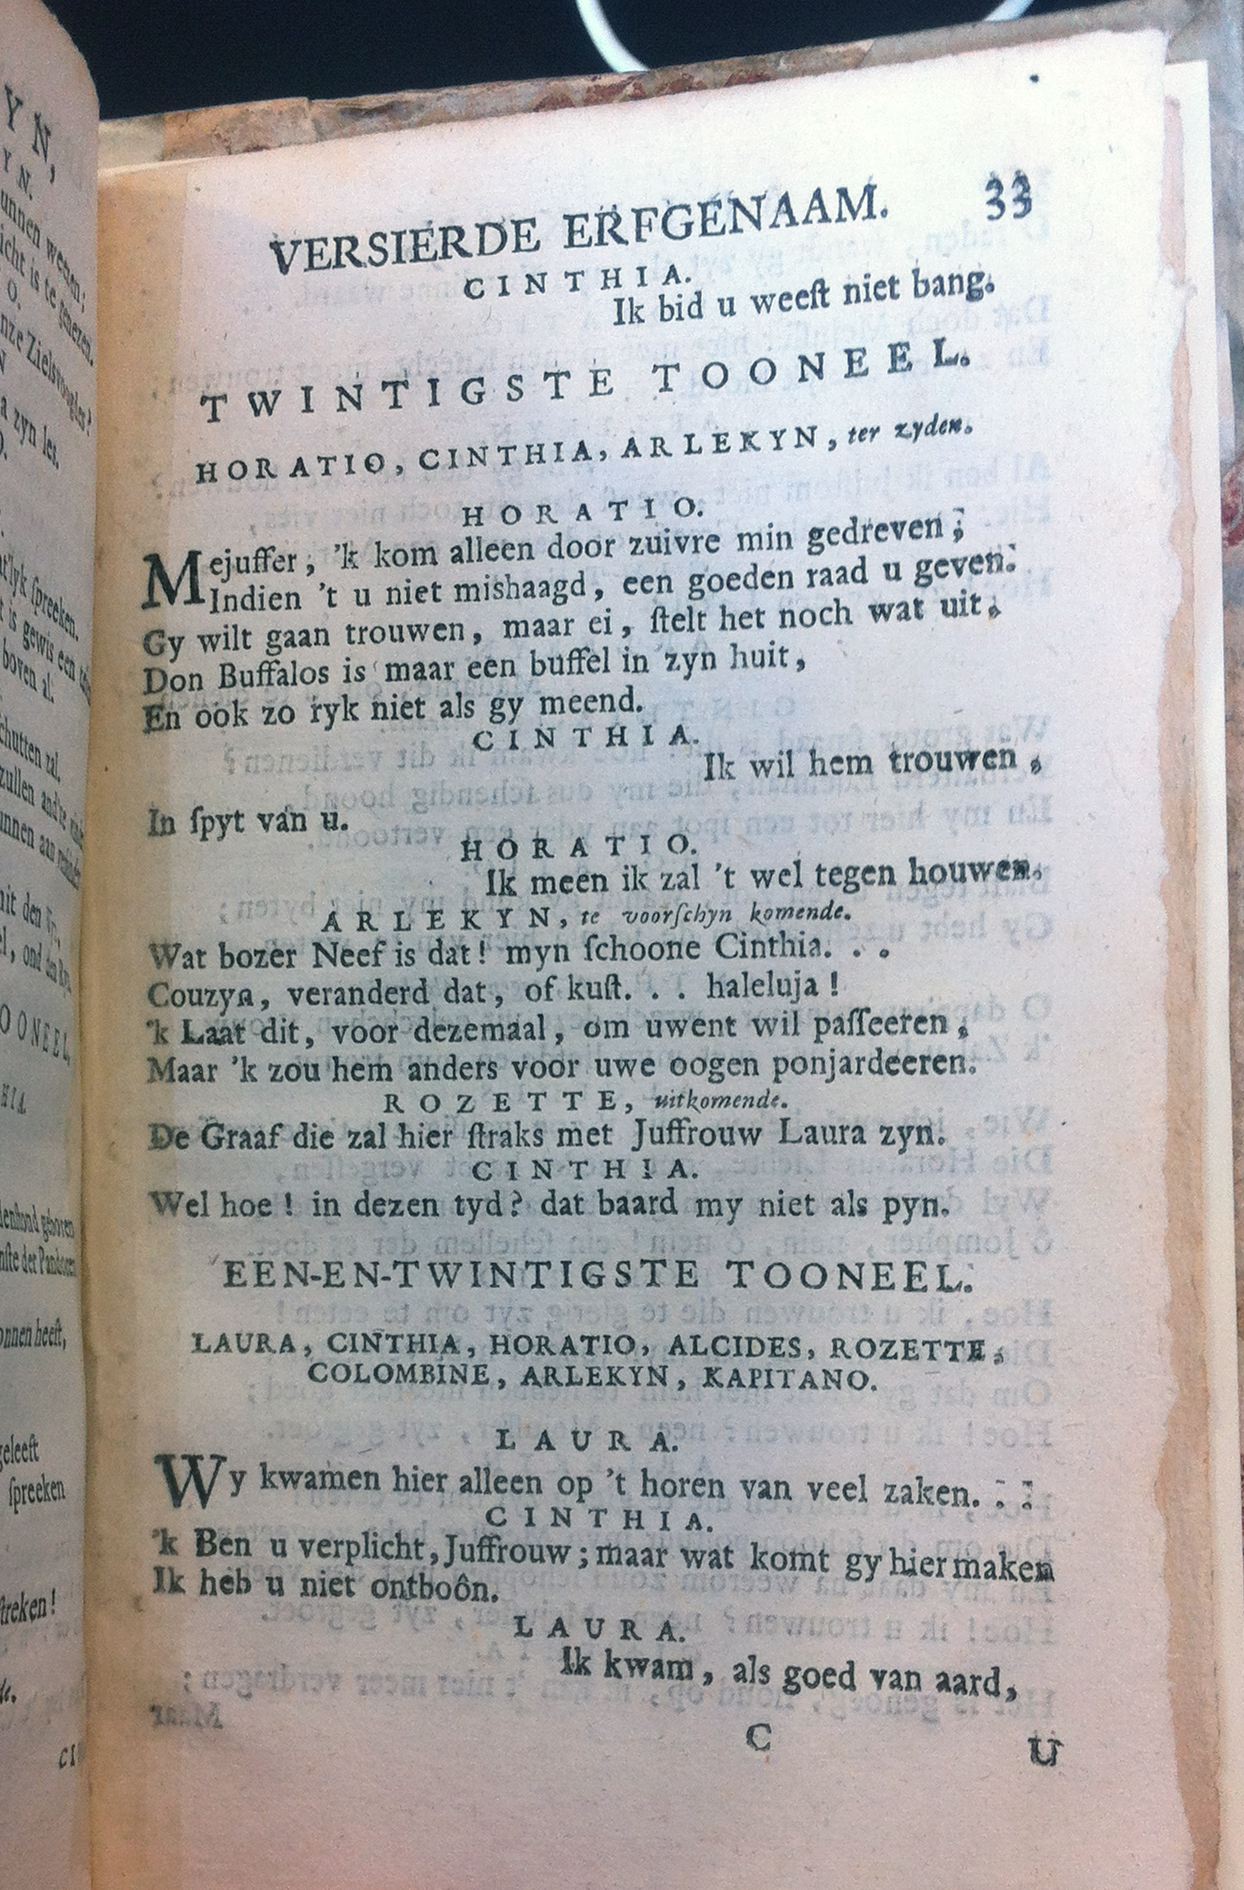 VERSIERDE ERFGENAAM. 33
CINTHIA.
Ik bid u weeſt niet bang.
TWINTIGSTE TOONEEL.
HORATIO, CINTHIA, ARLEKYN, ter zyden.
HORATIO.
Mejuffer, 'k kom alleen door zuivre min gedreven;
Indien 't u niet mishaagd, een goeden raad u geven:
Gy wilt gaan trouwen, maar ei, ſtelt het noch wat uit,
Don Buffalos is maar een buffel in zyn huit,
En ook zo ryk niet als gy meend.
CINTHIA.
Ik wil hem trouwen,
In ſpyt van u.
HORATIO.
Ik meen ik zal 't wel tegen houwen.
ARLEKYN, te voorſchyn komende.
Wat bozer Neef is dat! myn ſchoone Cinthia. . .
Couzyn, veranderd dat, of kuſt. . . haleluja!
'k Laat dit, voor dezemaal, om uwent wil paſſeeren,
Maar 'k zou hem anders voor uwe oogen ponjardeeren.
ROZETTE, uitkomende.
De Graaf die zal hier ſtraks met Juffrouw Laura zyn.
CINTHIA.
Wel hoe! in dezen tyd? dat baard my niet als pyn.
EEN-EN-TWINTIGSTE TOONEEL.
LAURA, CINTHIA, HORATIO, ALCIDES, ROZETTE,
COLOMBINE, ARLEKYN, KAPITANO.
LAURA.
Wy kwamen hier alleen op 't horen van veel zaken. . .
CINTHIA.
'k Ben u verplicht, Juffrouw; maar wat komt gy hier maken
Ik heb u niet ontboôn.
LAURA.
Ik kwam, als goed van aard,
C U